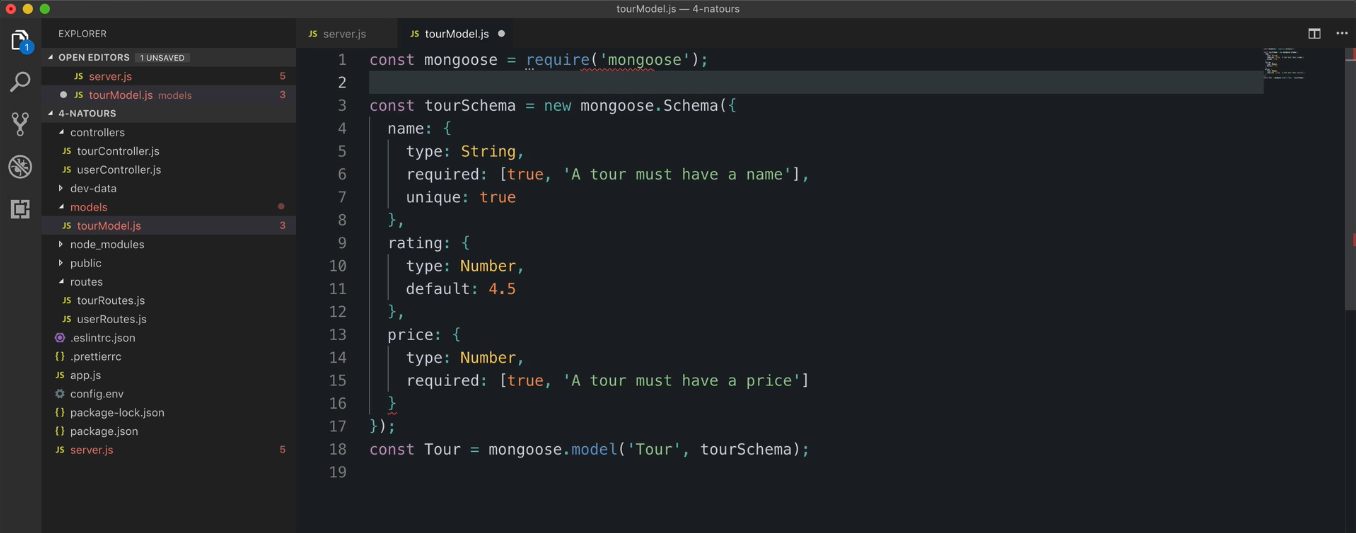 tourModel.js — 4-natours
EXPLORER
OPEN EDITORS 1 UNSAVED
JS server.js 5
JS tourModel.js models 3
4-NATOURS
controllers
JS tourController.js
JS userController.js
dev-data
models
JS tourModel.js 3
node_modules
public
routes
JS tourRoutes.js
JS userRoutes.js
.eslintrc.json
{} .prettierrc
JS app.js
config.env
{} package-lock.json
{} package.json
JS server.js 5
1
JS server.js
JS tourModel.js
1 const mongoose = require('mongoose');
2
3 const tourSchema = new mongoose.Schema({
4 name: {
5 type: String,
6 required: [true, 'A tour must have a name'],
7 unique: true
8 },
9 rating: {
10 type: Number,
11 default: 4.5
12 },
13 price: {
14 type: Number,
15 required: [true, 'A tour must have a price']
16 }
17 });
18 const Tour = mongoose.model('Tour', tourSchema);
19